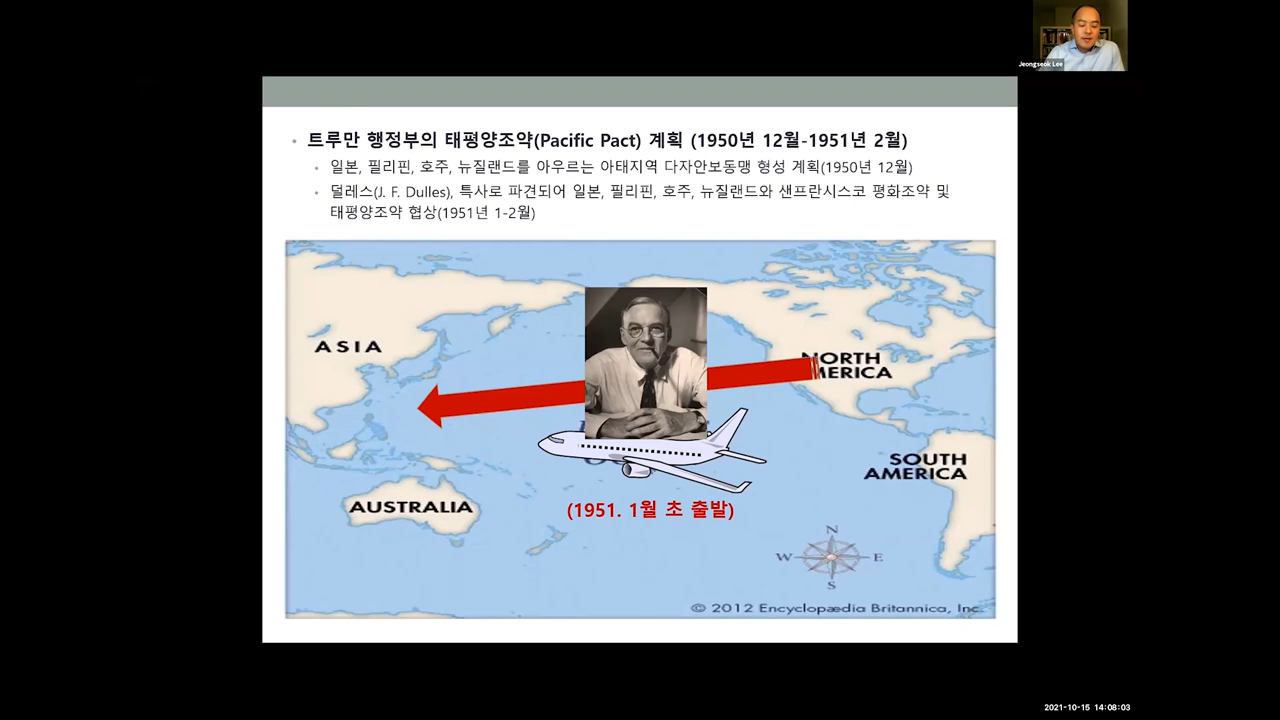 Jeongseok Lee
트루만 행정부의 태평양조약(Pacific Pact) 계획 (1950년 12월-1951년 2월)
일본, 필리핀, 호주, 뉴질랜드를 아우르는 아태지역 다자안보동맹 형성 계획(1950년 12월)
덜레스(J. F. Dulles), 특사로 파견되어 일본, 필리핀, 호주, 뉴질랜드와 샌프란시스코 평화조약 및
태평양조약 협상(1951년 1-2월)
ASIA
NORTH
MERICA
SOUTH
AMERICA
AUSTRALIA
(1951. 1월 초 출발)
N
W
E
S
© 2012 Encyclopædia Britannica, Inc.
2021-10-15 14:08:03